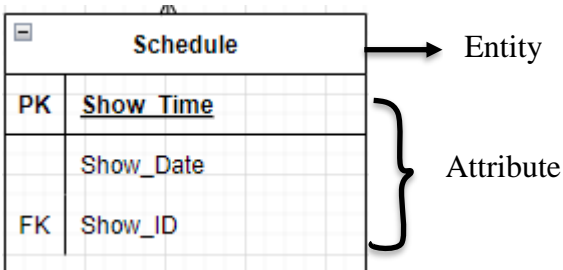 Schedule Entity
PK Show_Time
Show_Date Attribute
FK Show_ID